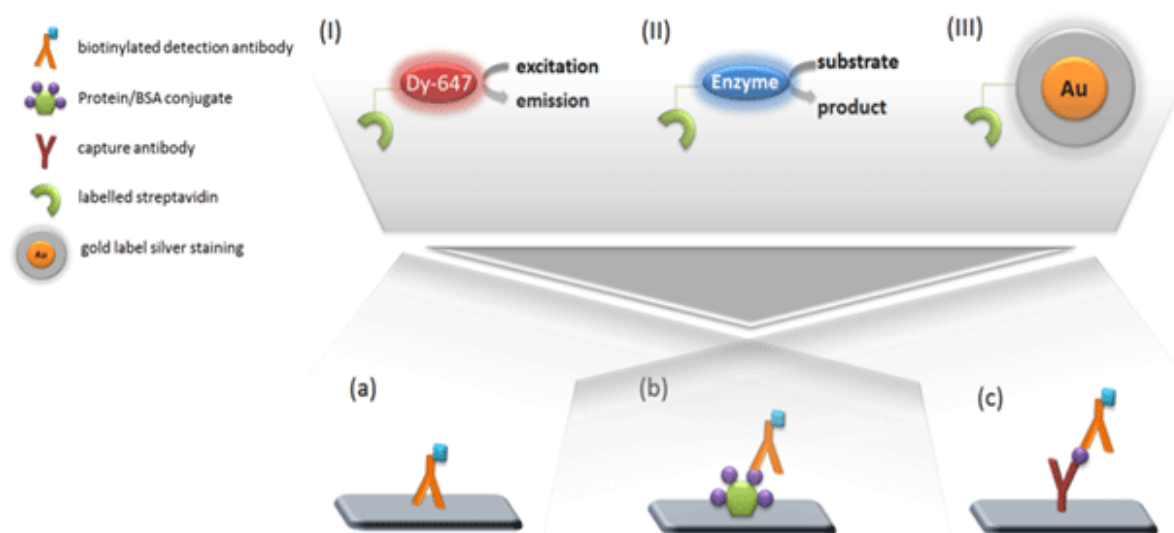 biotinylated detection antibody
Protein/BSA conjugate
capture antibody
labelled streptavidin
Au
gold label silver staining
(I)
Dy-647
excitation
emission
(II)
Enzyme
substrate
product
(III)
Au
(a)
(b)
(c)